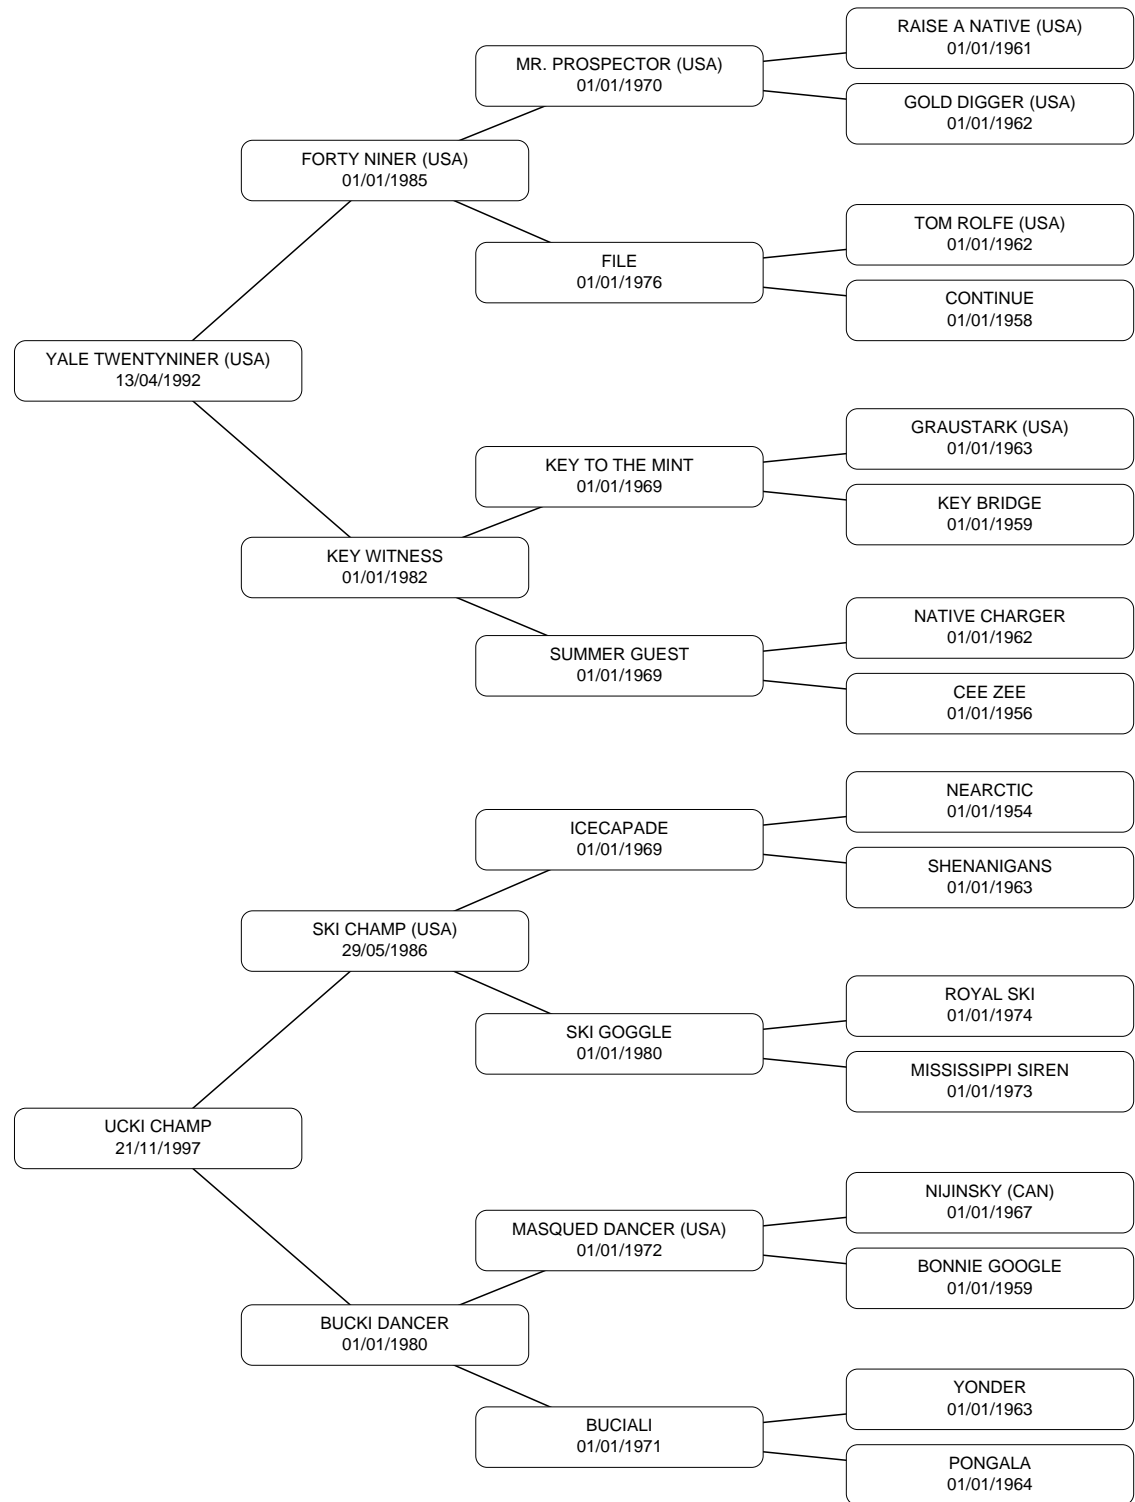 RAISE A NATIVE (USA)
01/01/1961
MR. PROSPECTOR (USA)
01/01/1970
GOLD DIGGER (USA)
01/01/1962
FORTY NINER (USA)
01/01/1985
TOM ROLFE (USA)
01/01/1962
FILE
01/01/1976
CONTINUE
01/01/1958
YALE TWENTYNINER (USA)
13/04/1992
GRAUSTARK (USA)
01/01/1963
KEY TO THE MINT
01/01/1969
KEY BRIDGE
01/01/1959
KEY WITNESS
01/01/1982
NATIVE CHARGER
01/01/1962
SUMMER GUEST
01/01/1969
CEE ZEE
01/01/1956
NEARCTIC
01/01/1954
ICECAPADE
01/01/1969
SHENANIGANS
01/01/1963
SKI CHAMP (USA)
29/05/1986
ROYAL SKI
01/01/1974
SKI GOGGLE
01/01/1980
MISSISSIPPI SIREN
01/01/1973
UCKI CHAMP
21/11/1997
NIJINSKY (CAN)
01/01/1967
MASQUED DANCER (USA)
01/01/1972
BONNIE GOOGLE
01/01/1959
BUCKI DANCER
01/01/1980
YONDER
01/01/1963
BUCIALI
01/01/1971
PONGALA
01/01/1964